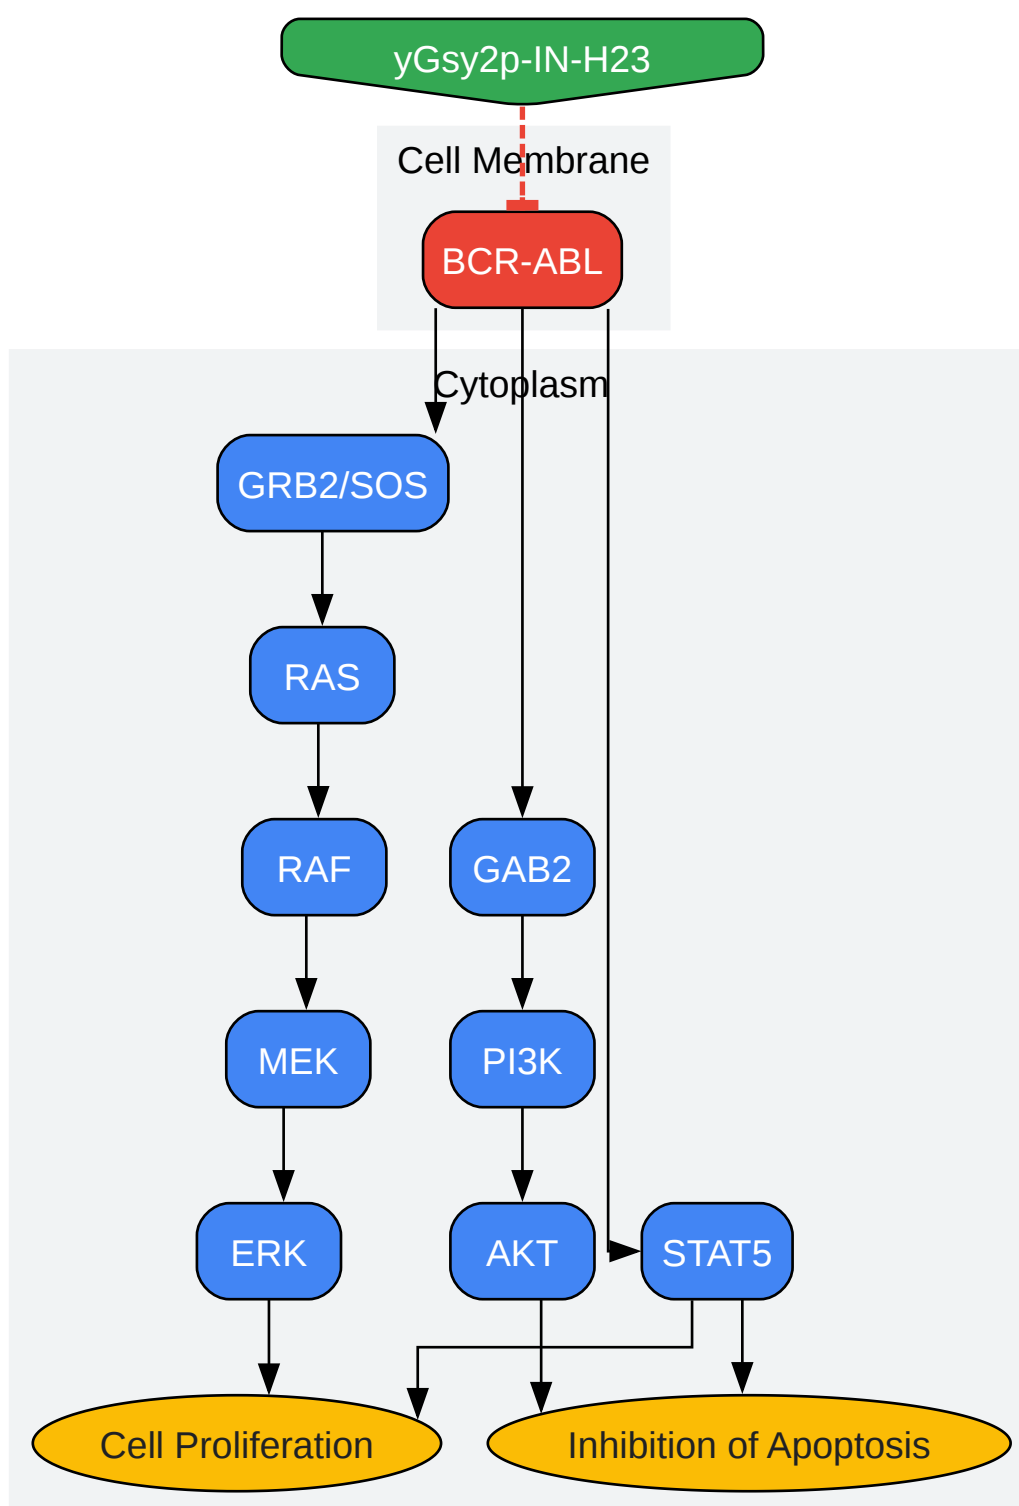 yGsy2p-IN-H23
Cell Membrane
BCR-ABL
Cytoplasm
GRB2/SOS
RAS
RAF
GAB2
MEK
PI3K
ERK
AKT
STAT5
Cell Proliferation
Inhibition of Apoptosis